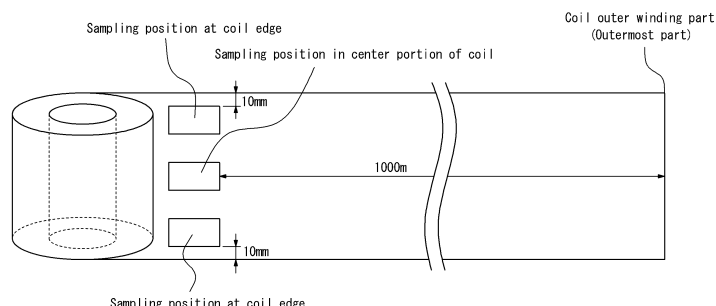 Coil outer winding part
(Outermost part)
Sampling position at coil edge
Sampling position in center portion of coil
10mm
1000m
10mm
Sampling position at coil edge